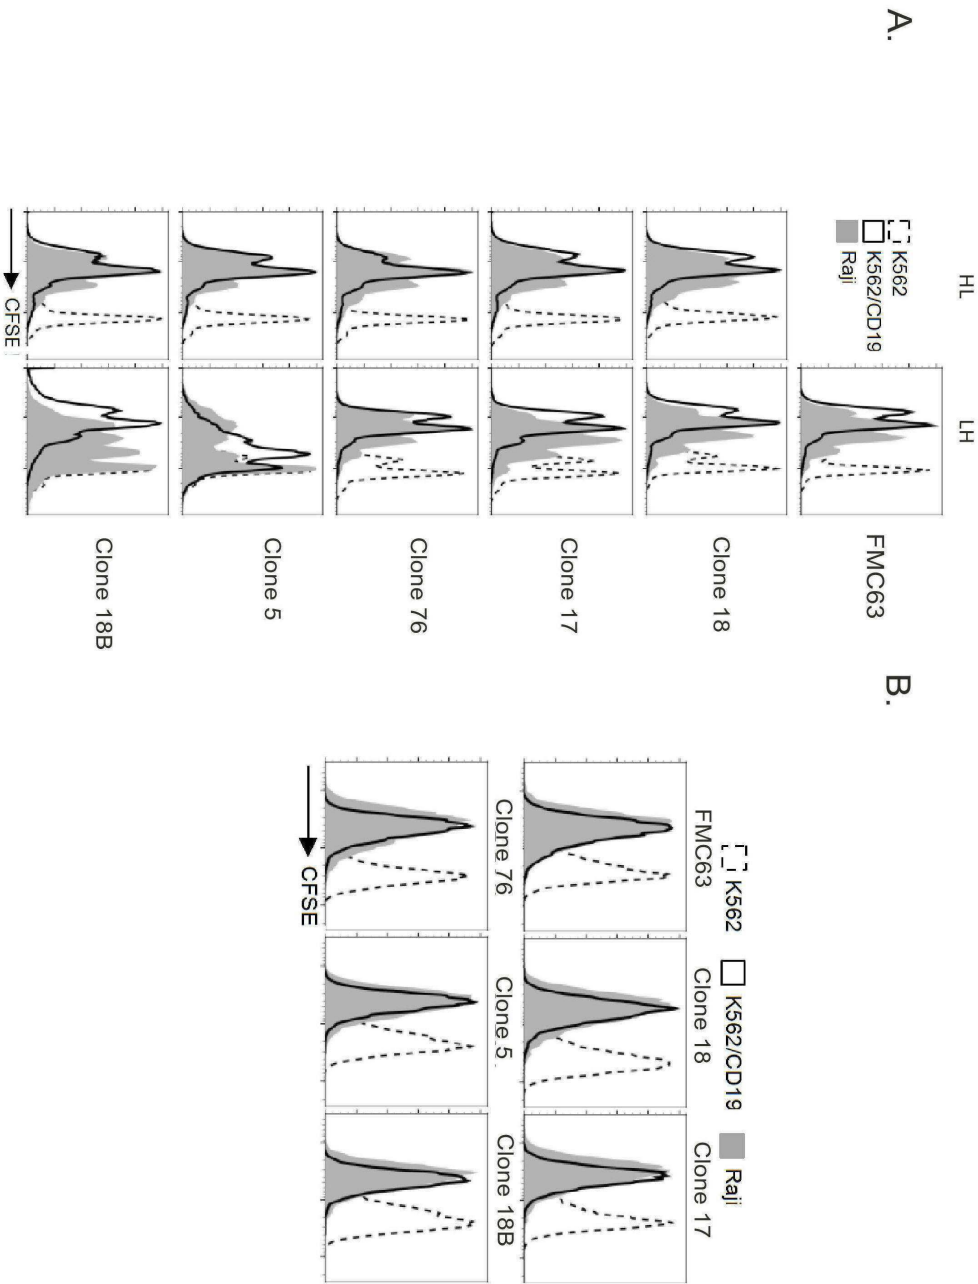 A.
HL
LH
K562
K562/CD19
Raji
FMC63
Clone 18
Clone 17
Clone 76
Clone 5
Clone 18B
CFSE
B.
K562
K562/CD19
Raji
FMC63
Clone 18
Clone 17
Clone 76
Clone 5
Clone 18B
CFSE